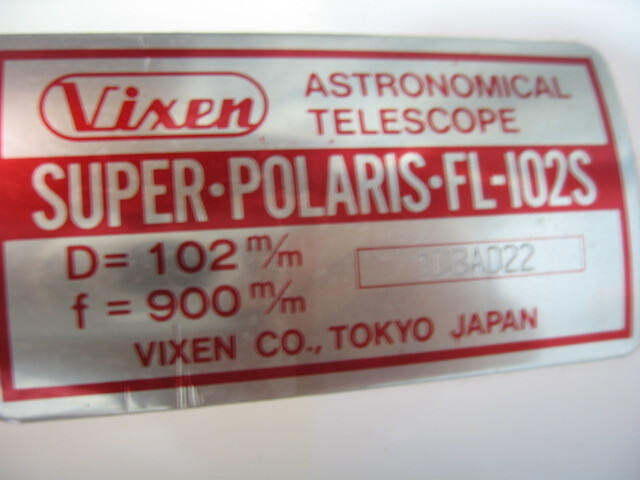 Vixen
ASTRONOMICAL
TELESCOPE
SUPER·POLARIS·FL-102S
D= 102 m/m
f = 900 m/m
VIXEN CO., TOKYO JAPAN